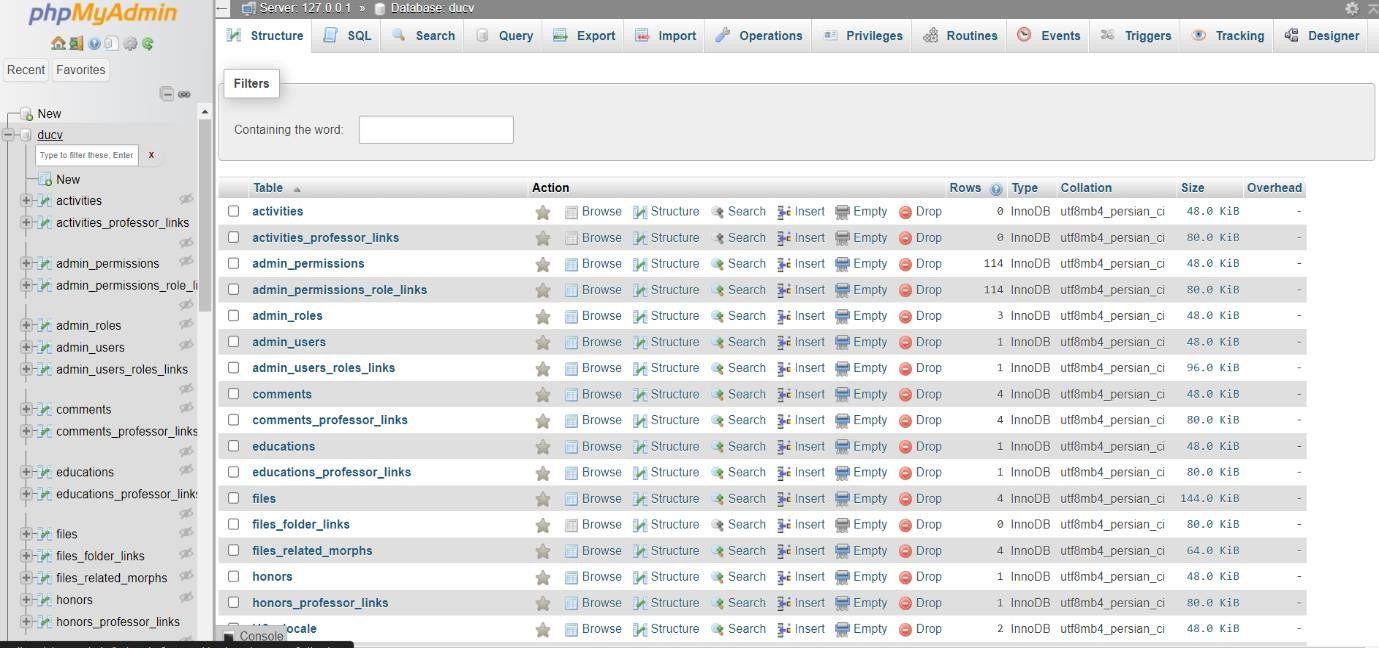 phpMyAdmin
Recent Favorites
New
ducv
Type to filter these, Enter x
New
activities
activities_professor_links
admin_permissions
admin_permissions_role_li
admin_roles
admin_users
admin_users_roles_links
comments
comments_professor_links
educations
educations_professor_links
files
files_folder_links
files_related_morphs
honors
honors_professor_links
Server: 127.0.0.1 » Database: ducv
Structure SQL Search Query Export Import Operations Privileges Routines Events Triggers Tracking Designer
Filters
Containing the word:
Table Action Rows Type Collation Size Overhead
activities Browse Structure Search Insert Empty Drop 0 InnoDB utf8mb4_persian_ci 48.0 KiB -
activities_professor_links Browse Structure Search Insert Empty Drop 0 InnoDB utf8mb4_persian_ci 80.0 KiB -
admin_permissions Browse Structure Search Insert Empty Drop 114 InnoDB utf8mb4_persian_ci 48.0 KiB -
admin_permissions_role_links Browse Structure Search Insert Empty Drop 114 InnoDB utf8mb4_persian_ci 80.0 KiB -
admin_roles Browse Structure Search Insert Empty Drop 3 InnoDB utf8mb4_persian_ci 48.0 KiB -
admin_users Browse Structure Search Insert Empty Drop 1 InnoDB utf8mb4_persian_ci 48.0 KiB -
admin_users_roles_links Browse Structure Search Insert Empty Drop 1 InnoDB utf8mb4_persian_ci 96.0 KiB -
comments Browse Structure Search Insert Empty Drop 4 InnoDB utf8mb4_persian_ci 48.0 KiB -
comments_professor_links Browse Structure Search Insert Empty Drop 4 InnoDB utf8mb4_persian_ci 80.0 KiB -
educations Browse Structure Search Insert Empty Drop 1 InnoDB utf8mb4_persian_ci 48.0 KiB -
educations_professor_links Browse Structure Search Insert Empty Drop 1 InnoDB utf8mb4_persian_ci 80.0 KiB -
files Browse Structure Search Insert Empty Drop 4 InnoDB utf8mb4_persian_ci 144.0 KiB -
files_folder_links Browse Structure Search Insert Empty Drop 0 InnoDB utf8mb4_persian_ci 80.0 KiB -
files_related_morphs Browse Structure Search Insert Empty Drop 4 InnoDB utf8mb4_persian_ci 64.0 KiB -
honors Browse Structure Search Insert Empty Drop 1 InnoDB utf8mb4_persian_ci 48.0 KiB -
honors_professor_links Browse Structure Search Insert Empty Drop 1 InnoDB utf8mb4_persian_ci 80.0 KiB -
Browse Structure Search Insert Empty Drop 2 InnoDB utf8mb4_persian_ci 48.0 KiB -
Console